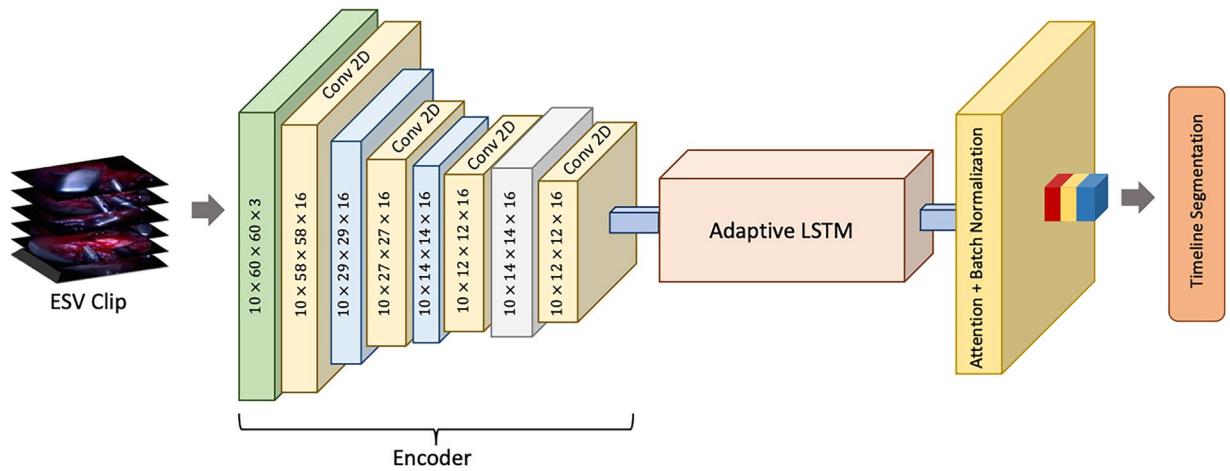 ESV Clip
10 × 60 × 60 × 3
Conv 2D
10 × 58 × 58 × 16
10 × 29 × 29 × 16
Conv 2D
10 × 27 × 27 × 16
10 × 14 × 14 × 16
Conv 2D
10 × 12 × 12 × 16
10 × 14 × 14 × 16
Conv 2D
10 × 12 × 12 × 16
Encoder
Adaptive LSTM
Attention + Batch Normalization
Timeline Segmentation